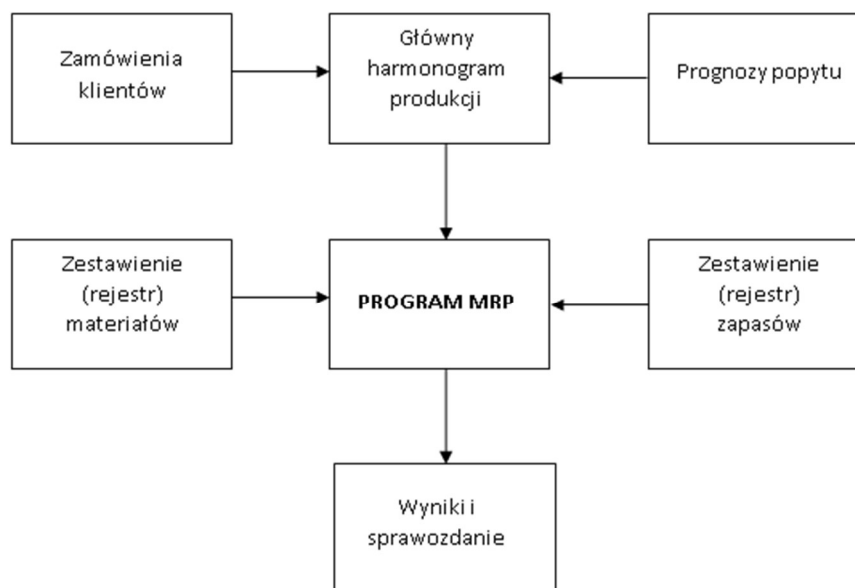 Zamówienia
klientów
Główny
harmonogram
produkcji
Prognozy popytu
Zestawienie
(rejestr)
materiałów
PROGRAM MRP
Zestawienie
(rejestr)
zapasów
Wyniki i
sprawozdanie